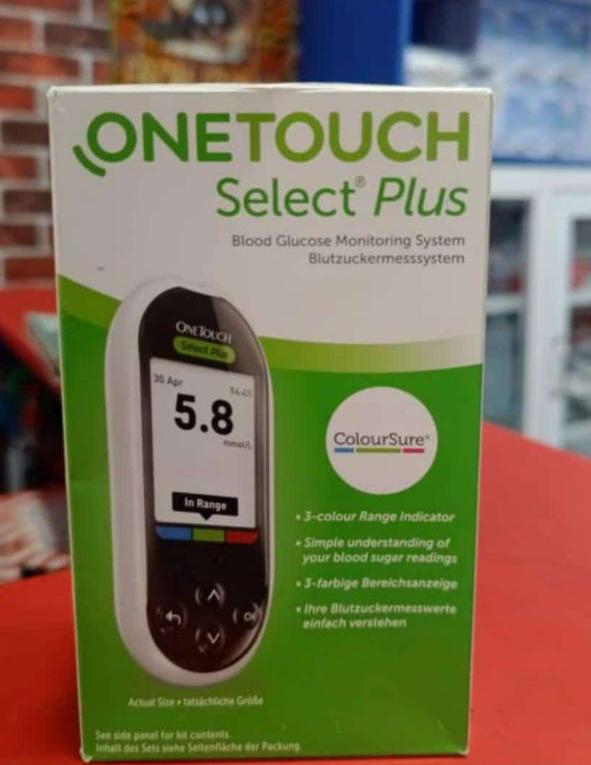 ONETOUCH
Select® Plus
Blood Glucose Monitoring System
Blutzuckermesssystem
ONETOUCH
Select Plus
30 Apr
14:45
5.8
mmol/L
In Range
OK
ColourSure®
• 3-colour Range Indicator
• Simple understanding of
your blood sugar readings
• 3-farbige Bereichsanzeige
• Ihre Blutzuckermesswerte
einfach verstehen
Actual Size • tatsächliche Größe
See side panel for kit contents.
Inhalt des Sets siehe Seitenfläche der Packung.